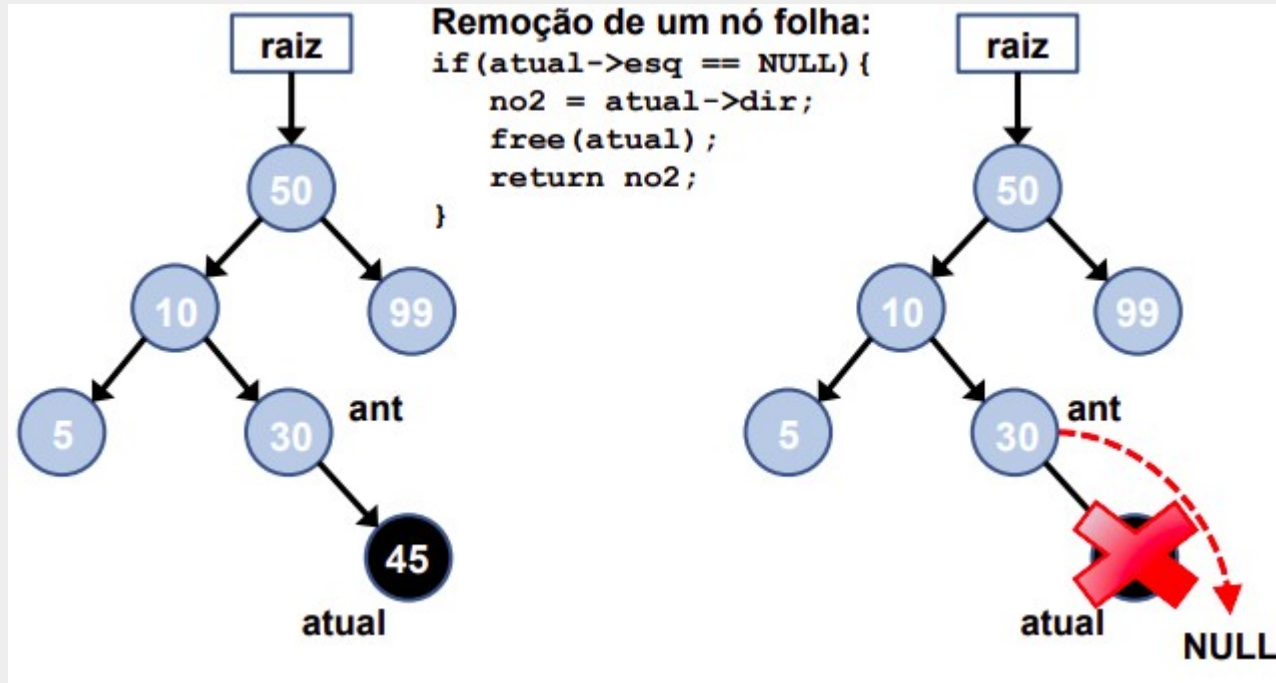 Remoção de um nó folha:
if(atual->esq == NULL){
   no2 = atual->dir;
   free(atual);
   return no2;
}
raiz
50
10
99
5
30
ant
45
atual
raiz
50
10
99
5
30
ant
atual
NULL